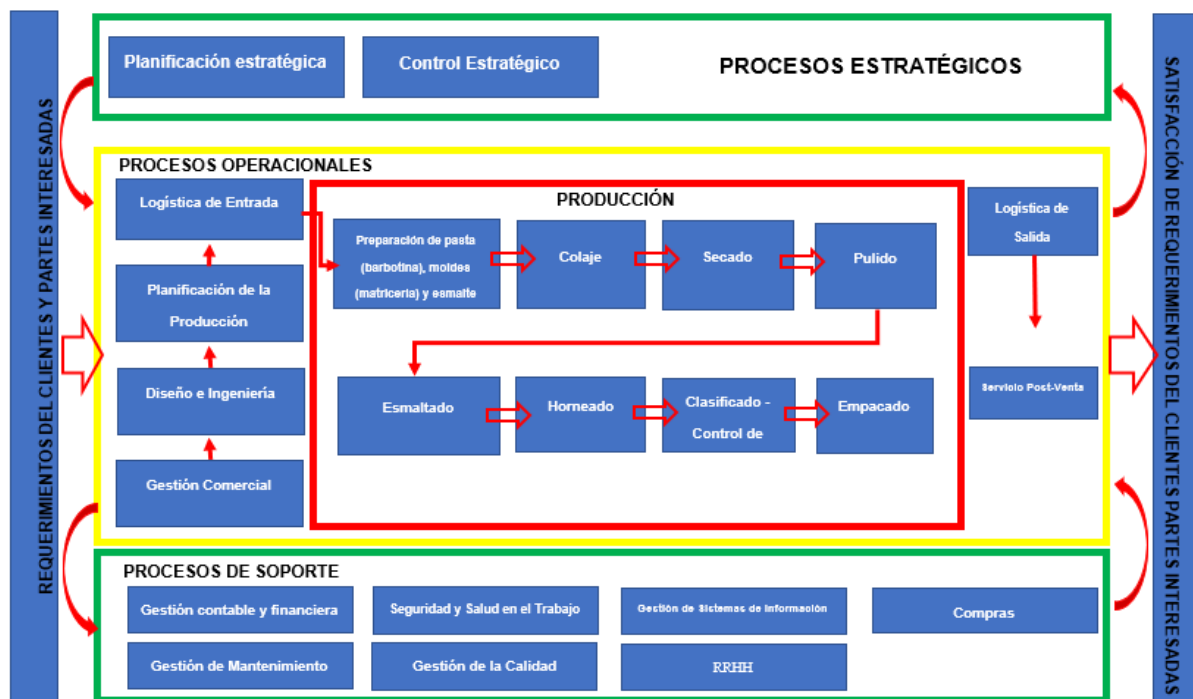 REQUERIMIENTOS DEL CLIENTES Y PARTES INTERESADAS
Planificación estratégica
Control Estratégico
PROCESOS ESTRATÉGICOS
PROCESOS OPERACIONALES
Logística de Entrada
Planificación de la
Producción
Diseño e Ingeniería
Gestión Comercial
PRODUCCIÓN
Preparación de pasta
(barbotina), moldes
(matricería) y esmalte
Colaje
Secado
Pulido
Esmaltado
Horneado
Clasificado -
Control de
Empacado
Logística de
Salida
Servicio Post-Venta
PROCESOS DE SOPORTE
Gestión contable y financiera
Seguridad y Salud en el Trabajo
Gestión de Sistemas de Información
Compras
Gestión de Mantenimiento
Gestión de la Calidad
RRHH
SATISFACCIÓN DE REQUERIMIENTOS DEL CLIENTES PARTES INTERESADAS